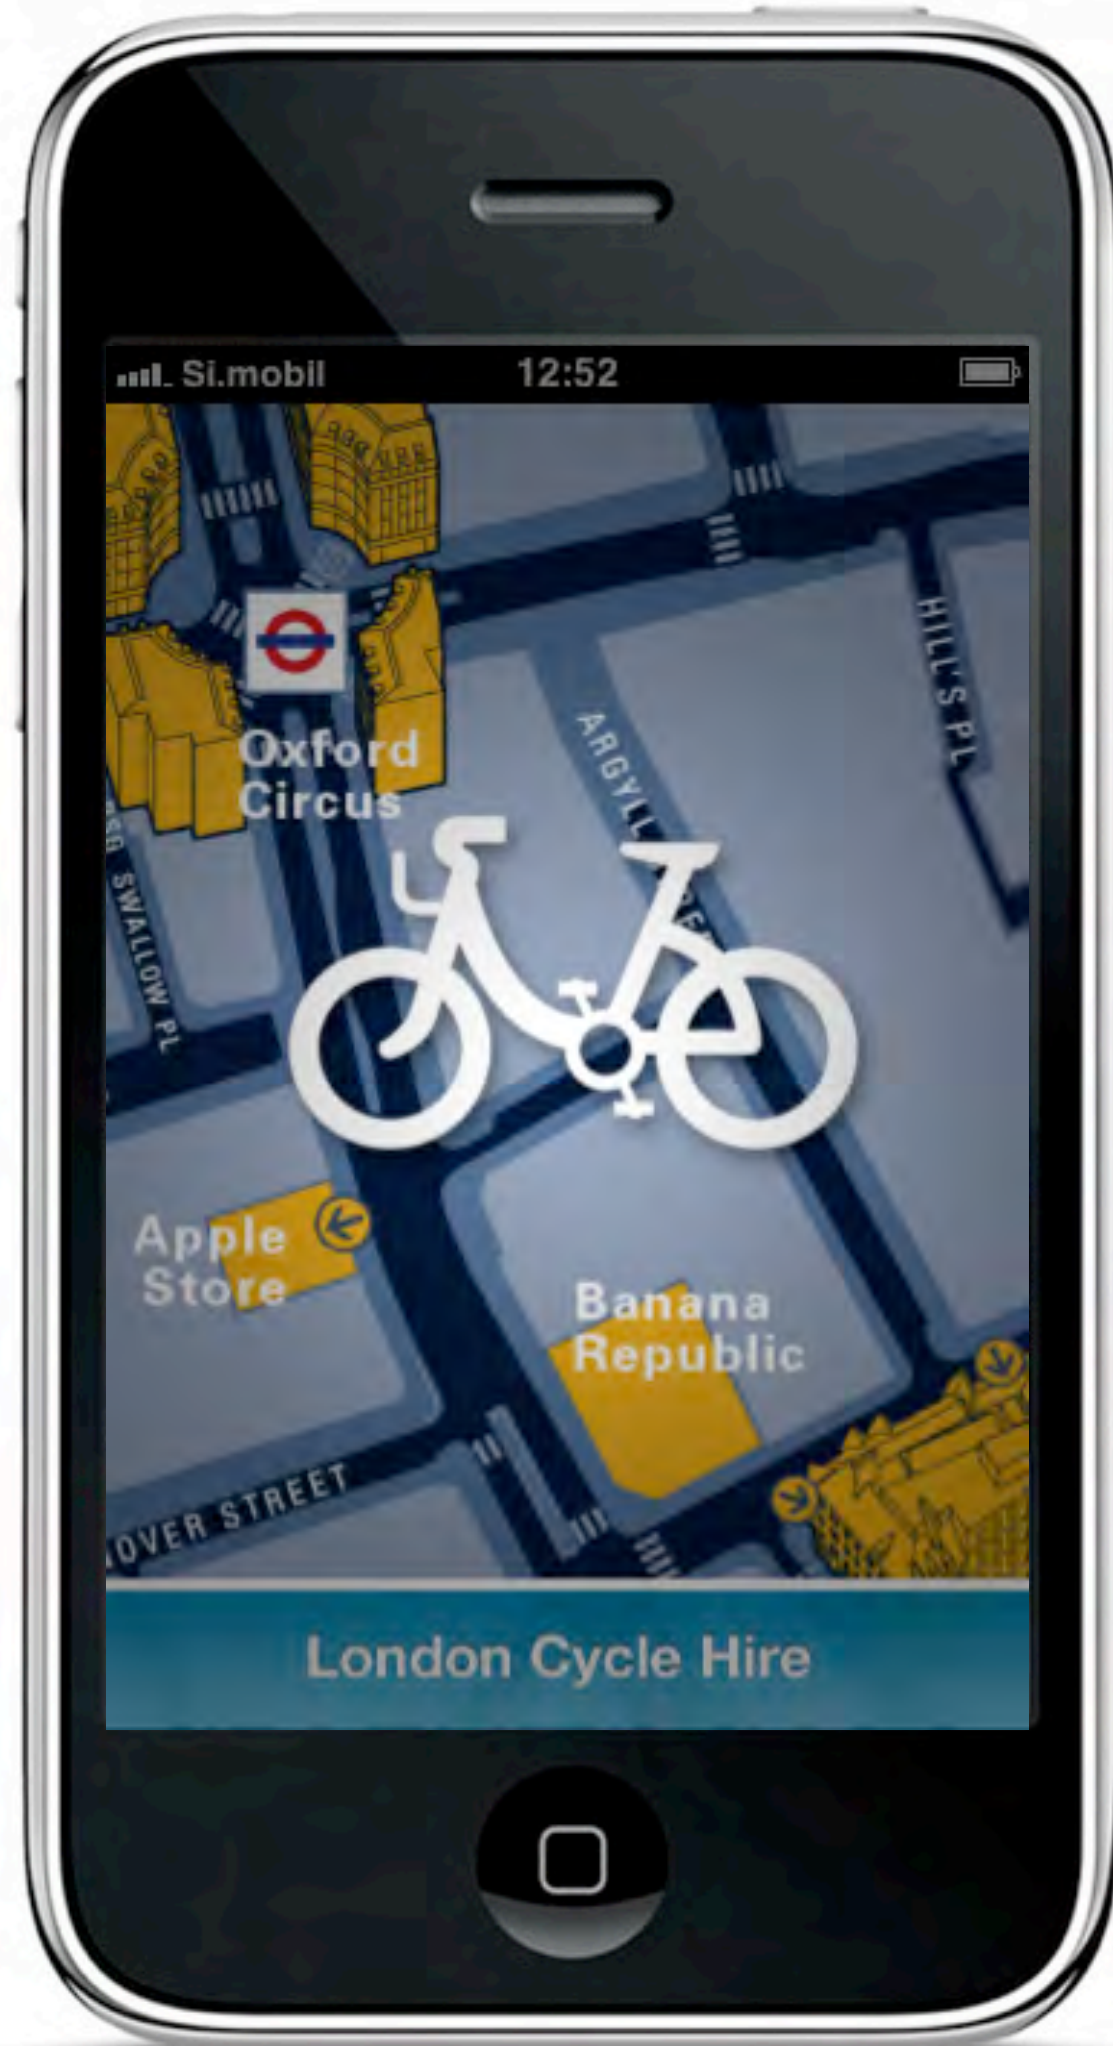 Si.mobil 12:52
HILL'S PL
Oxford
Circus
ARGYLL
SWALLOW PL
Apple
Store
Banana
Republic
OVER STREET
London Cycle Hire